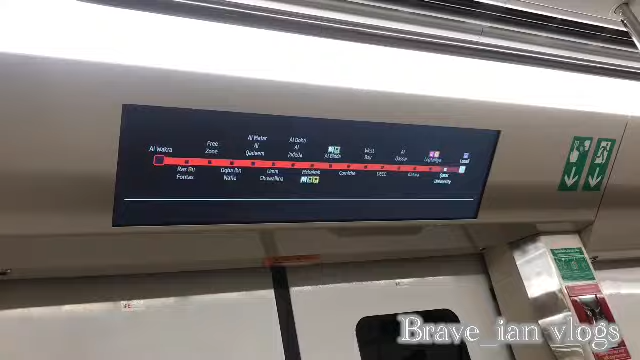 Al Wakra
Ras Bu
Fontas
Free
Zone
Oqba Ibn
Nafie
Al Matar
Al
Qadeem
Umm
Ghuwailina
Al Doha
Al
Jadeda
Msheireb
Al Bidda
Corniche
West
Bay
DECC
Al
Qassar
Katara
Legtaifiya
Qatar
University
Lusail
Brave_ian vlogs